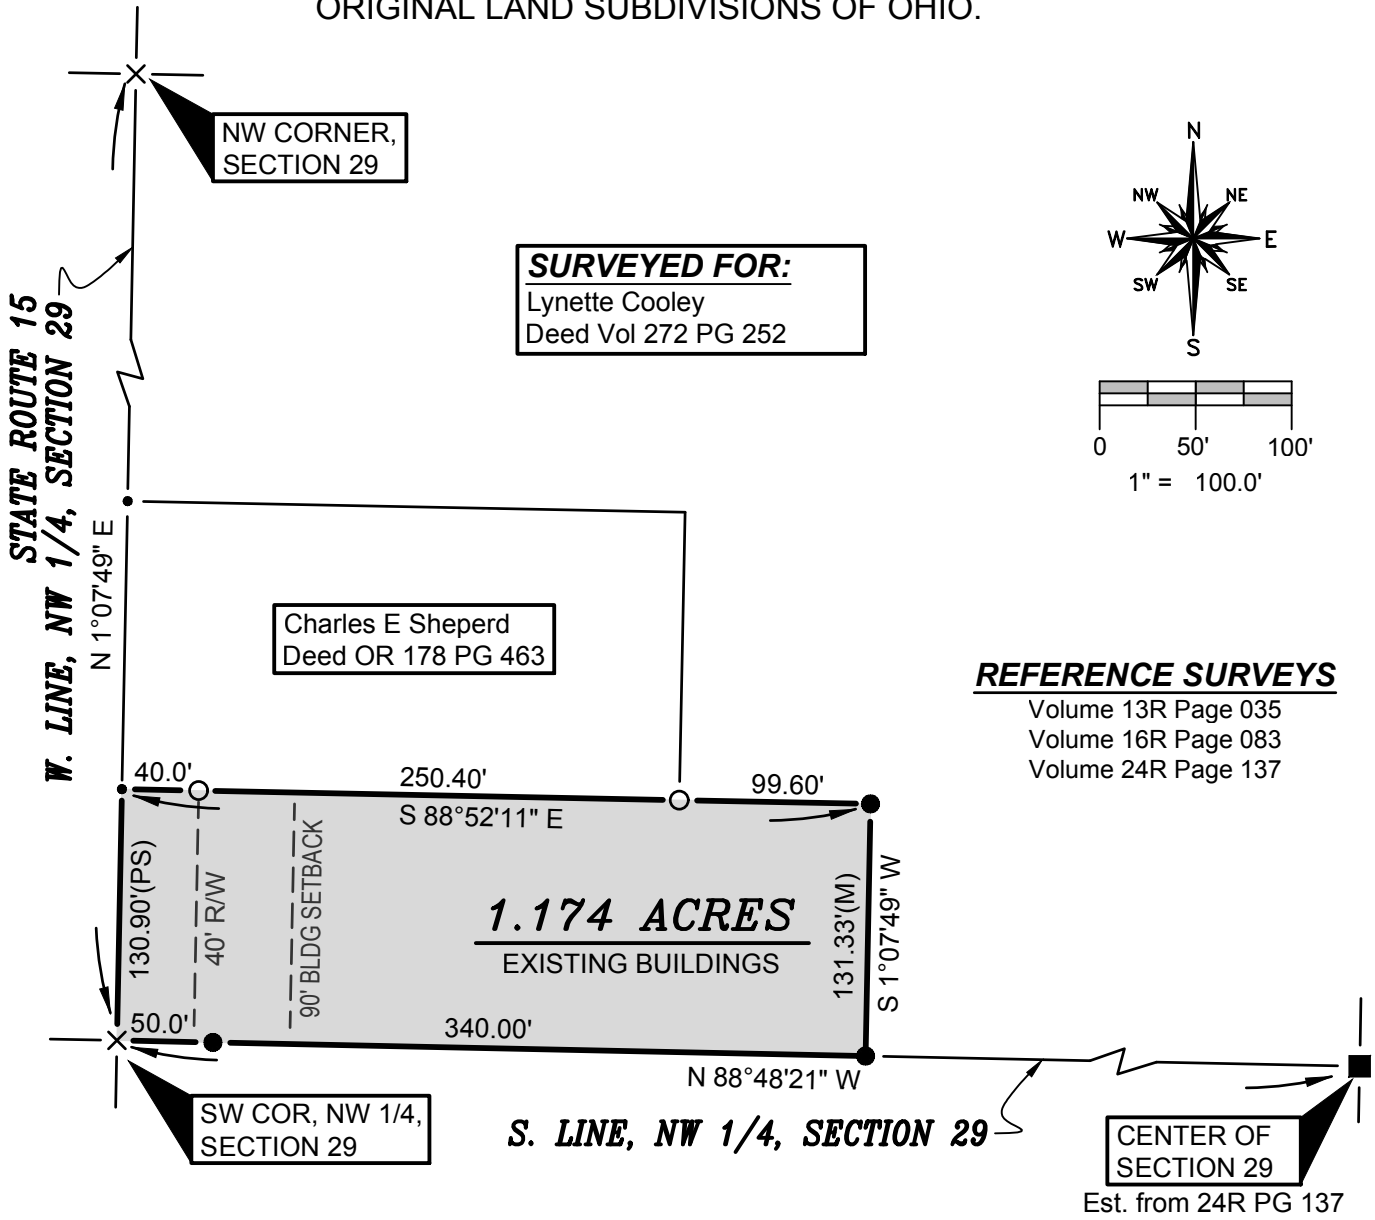 ORIGINAL LAND SUBDIVISIONS OF OHIO.
NW CORNER,
SECTION 29
N
NW
NE
W
E
SW
SE
S
SURVEYED FOR:
Lynette Cooley
Deed Vol 272 PG 252
STATE ROUTE 15
W. LINE, NW 1/4, SECTION 29
0
50'
100'
1" = 100.0'
N 1°07'49" E
Charles E Sheperd
Deed OR 178 PG 463
REFERENCE SURVEYS
Volume 13R Page 035
Volume 16R Page 083
Volume 24R Page 137
40.0'
250.40'
99.60'
S 88°52'11" E
130.90'(PS)
40' R/W
90' BLDG SETBACK
1.174 ACRES
EXISTING BUILDINGS
131.33'(M)
S 1°07'49" W
50.0'
340.00'
N 88°48'21" W
SW COR, NW 1/4,
SECTION 29
S. LINE, NW 1/4, SECTION 29
CENTER OF
SECTION 29
Est. from 24R PG 137